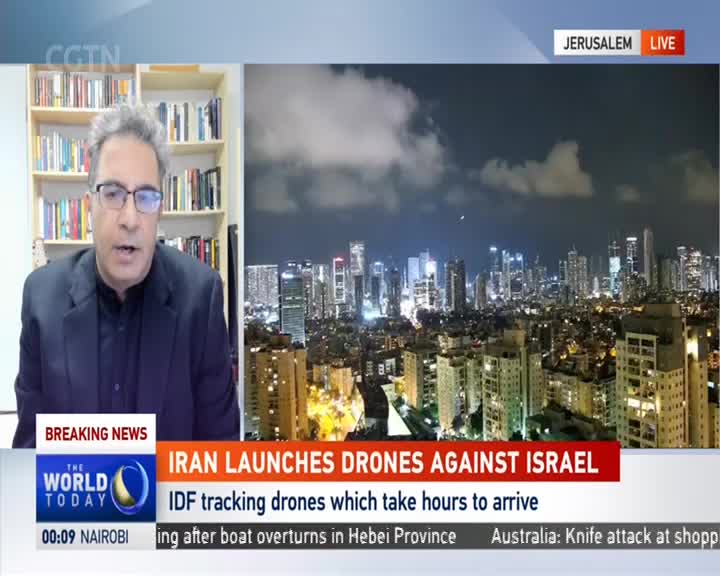 CGTN
JERUSALEM LIVE
BREAKING NEWS
IRAN LAUNCHES DRONES AGAINST ISRAEL
THE WORLD TODAY
IDF tracking drones which take hours to arrive
00:09 NAIROBI
ing after boat overturns in Hebei Province Australia: Knife attack at shopp